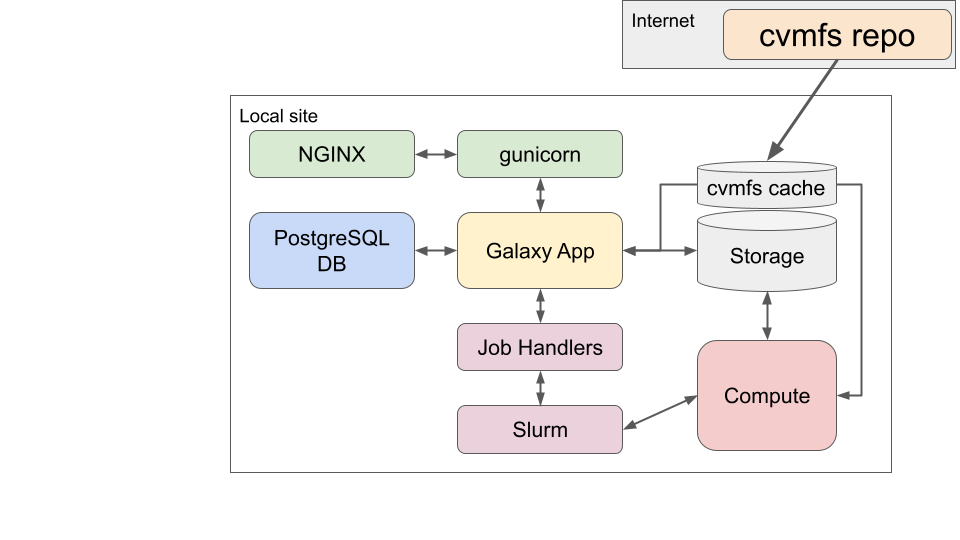 Internet
cvmfs repo
Local site
NGINX
gunicorn
cvmfs cache
PostgreSQL
DB
Galaxy App
Storage
Job Handlers
Compute
Slurm